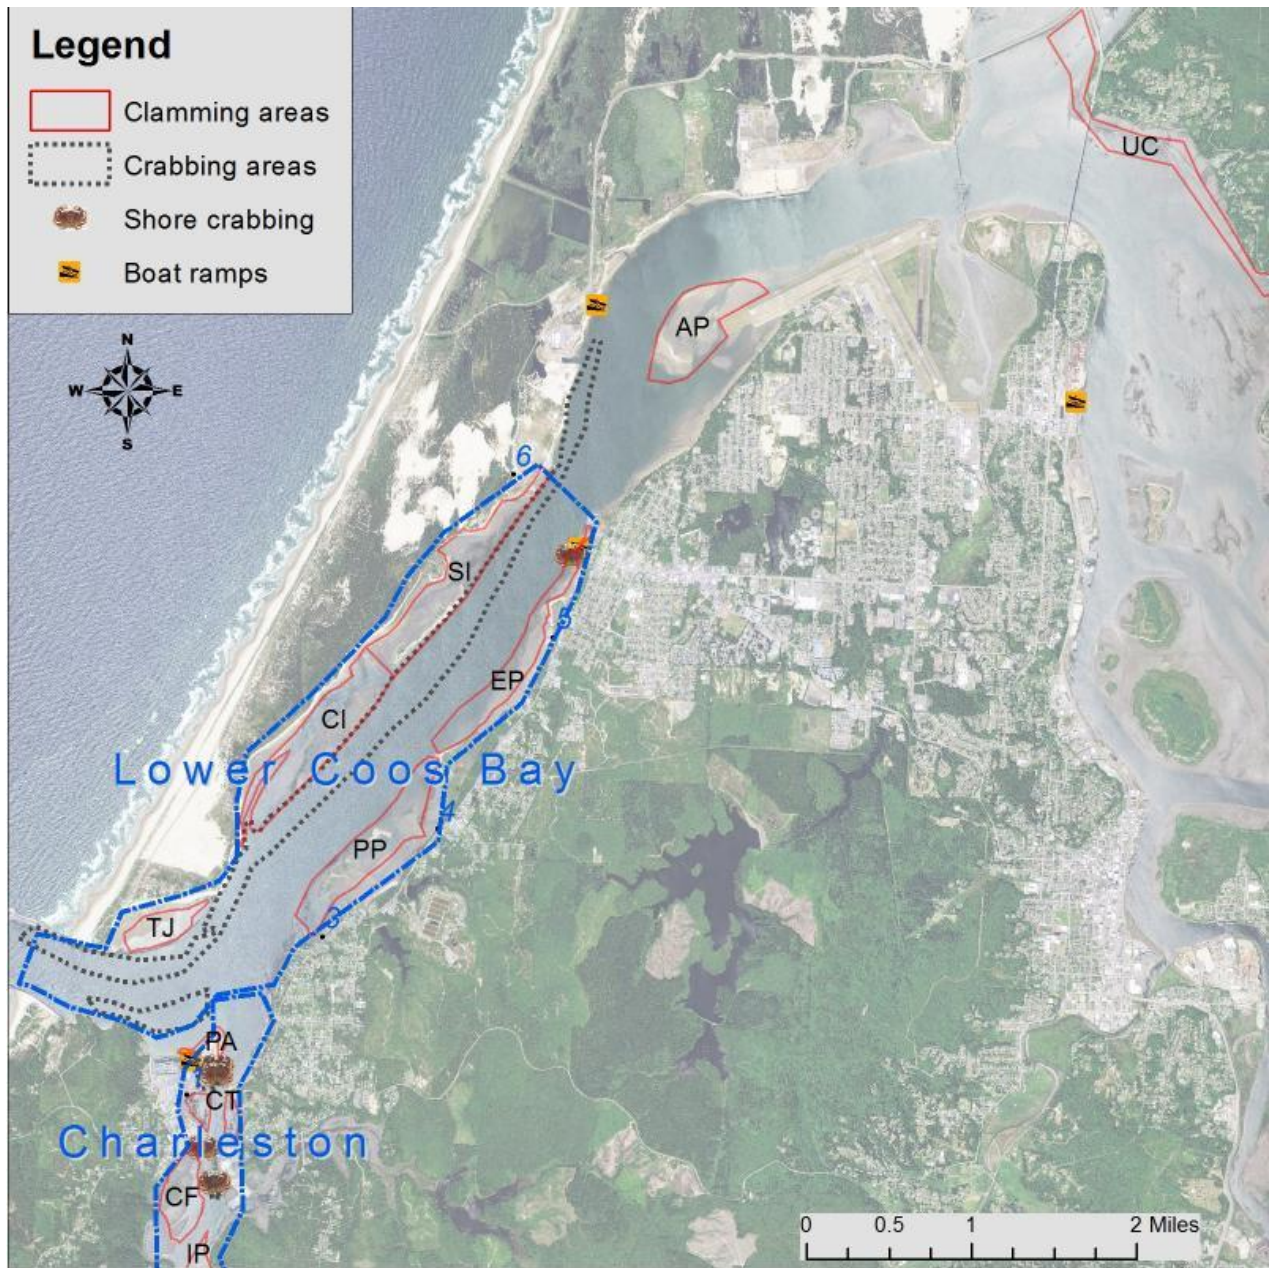 Legend
Clamming areas
Crabbing areas
Shore crabbing
Boat ramps
N
W E
S
UC
AP
6
SI
5
EP
CI
Lower Coos Bay
4
PP
3
TJ
PA
1
CT
Charleston
CF
IP
0 0.5 1 2 Miles